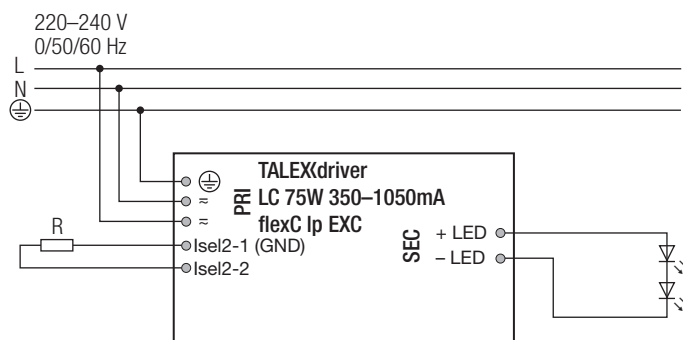 220–240 V
0/50/60 Hz
L
N
TALEXdriver
PRI
LC 75W 350–1050mA
≂
flexC lp EXC
≂
R
Isel2-1 (GND)
Isel2-2
SEC
+ LED
– LED